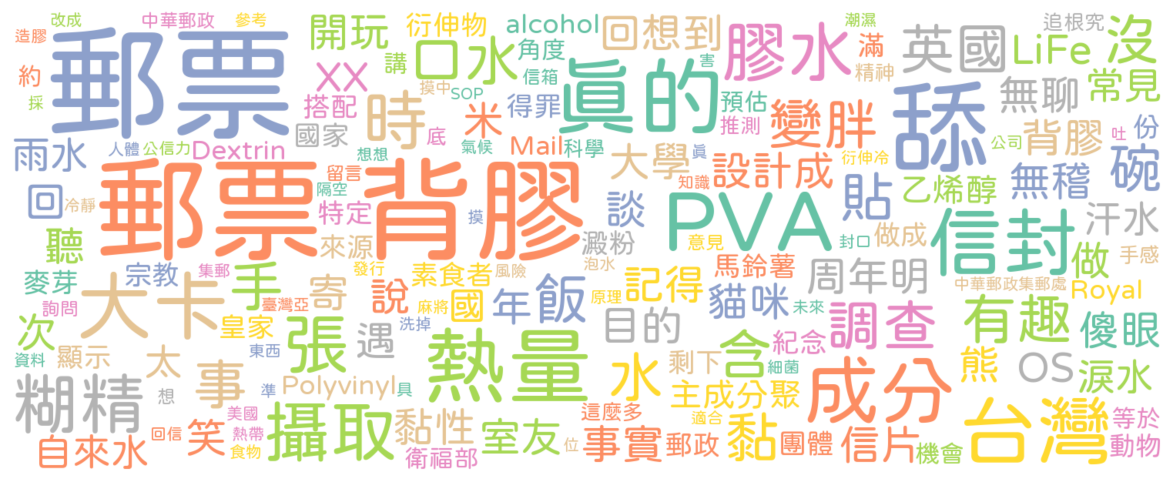 改成
中華郵政
參考
造膠
約
採
郵票
開玩
衍伸物
alcohol
回想到
膠水
潮濕
追根究
英國
LiFe
沒
XX
講
口水
角度
信箱
真的
害
滿
精神
無聊
常見
搭配
國家
時
摸中
SOP
得罪
米
預估
推測
變胖
舔
背膠
吐
份
雨水
人體
公信力
Dextrin
想想
底
氣候
Mail
科學
大學
眞
設計成
衍伸冷
公司
無稽
碗
回
冷靜
郵票背膠
留言
隔空
特定
來源
摸
談
澱粉
知識
PVA
貼
乙烯醇
信封
汗水
封口
做成
手感
聽
麥芽
宗教
集郵
手
發行
素食者
風險
泡水
意見
馬鈴薯
周年明
做
中華郵政集郵處
詢問
大卡
臺灣亞
寄
說
麻將
國
年
飯
原理
記得
貓咪
未來
Royal
次
皇家
張
遇
洗掉
熱量
目的
含
紀念
調查
有趣
傻眼
資料
顯示
太
事
東西
準
Polyvinyl
具
水
剩下
細菌
主成分聚
成分
熊
OS
淚水
糊精
想
美國
攝取
黏性
這麼多
適合
台灣
等於
動物
自來水
回信
笑
熱帶
食物
衛福部
室友
位
事實
郵政
黏
團體
信片
機會